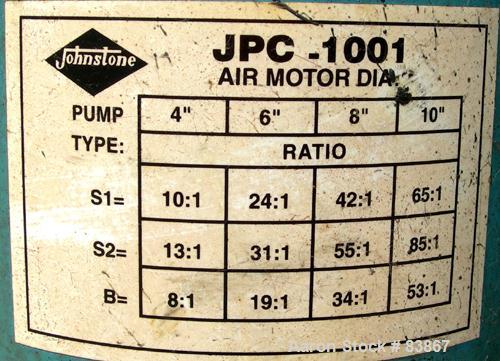 Johnstone
JPC -1001
AIR MOTOR DIA
PUMP TYPE: 4" 6" 8" 10"
RATIO
S1= 10:1 24:1 42:1 65:1
S2= 13:1 31:1 55:1 85:1
B= 8:1 19:1 34:1 53:1
Aaron Stock # 83867